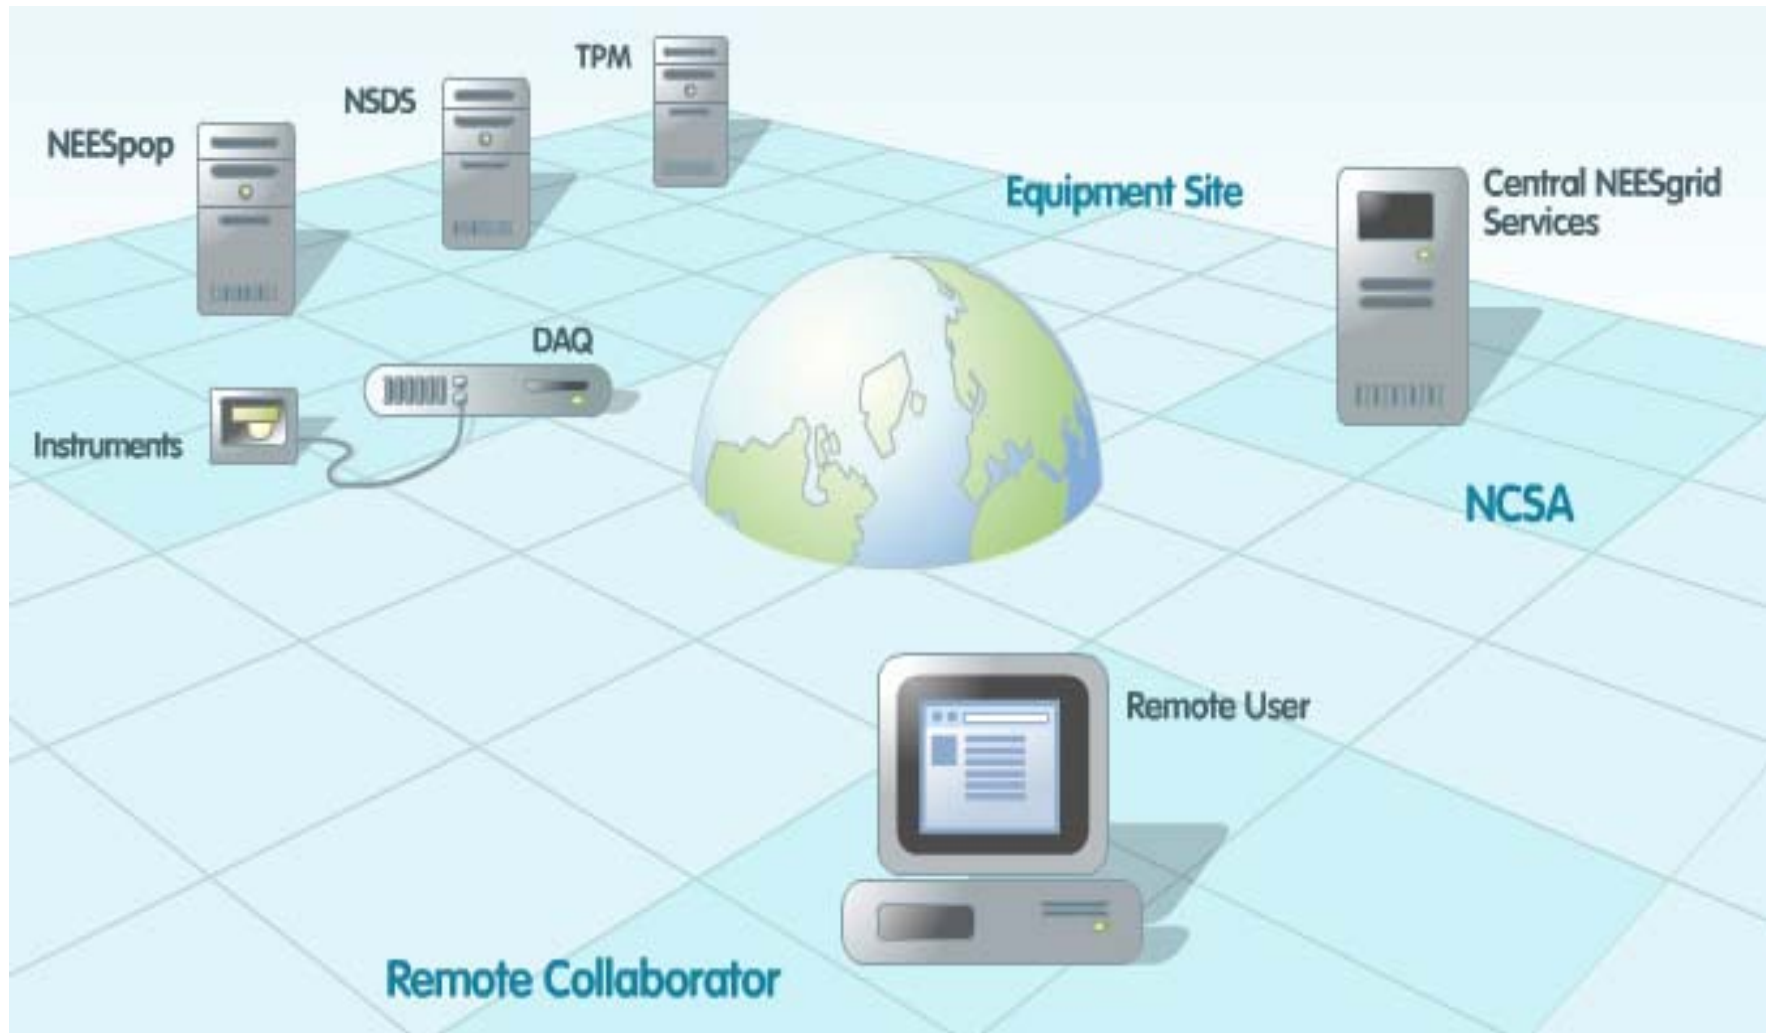 TPM
NSDS
NEESpop
Equipment Site
Central NEESgrid
Services
DAQ
Instruments
NCSA
Remote User
Remote Collaborator